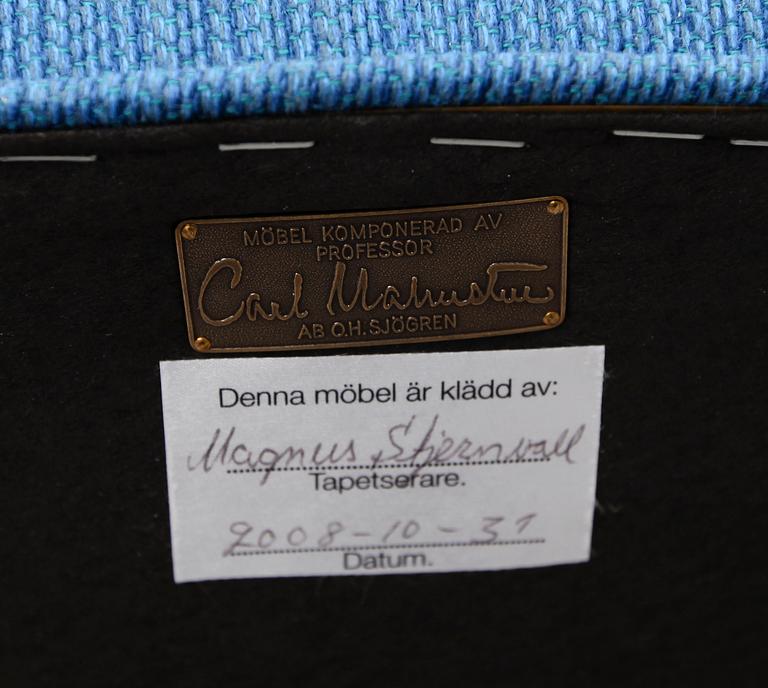 MÖBEL KOMPONERAD AV
PROFESSOR
Carl Malmsten
AB O.H. SJÖGREN
Denna möbel är klädd av:
Magnus Stjernvall
Tapetserare.
2008-10-31
Datum.